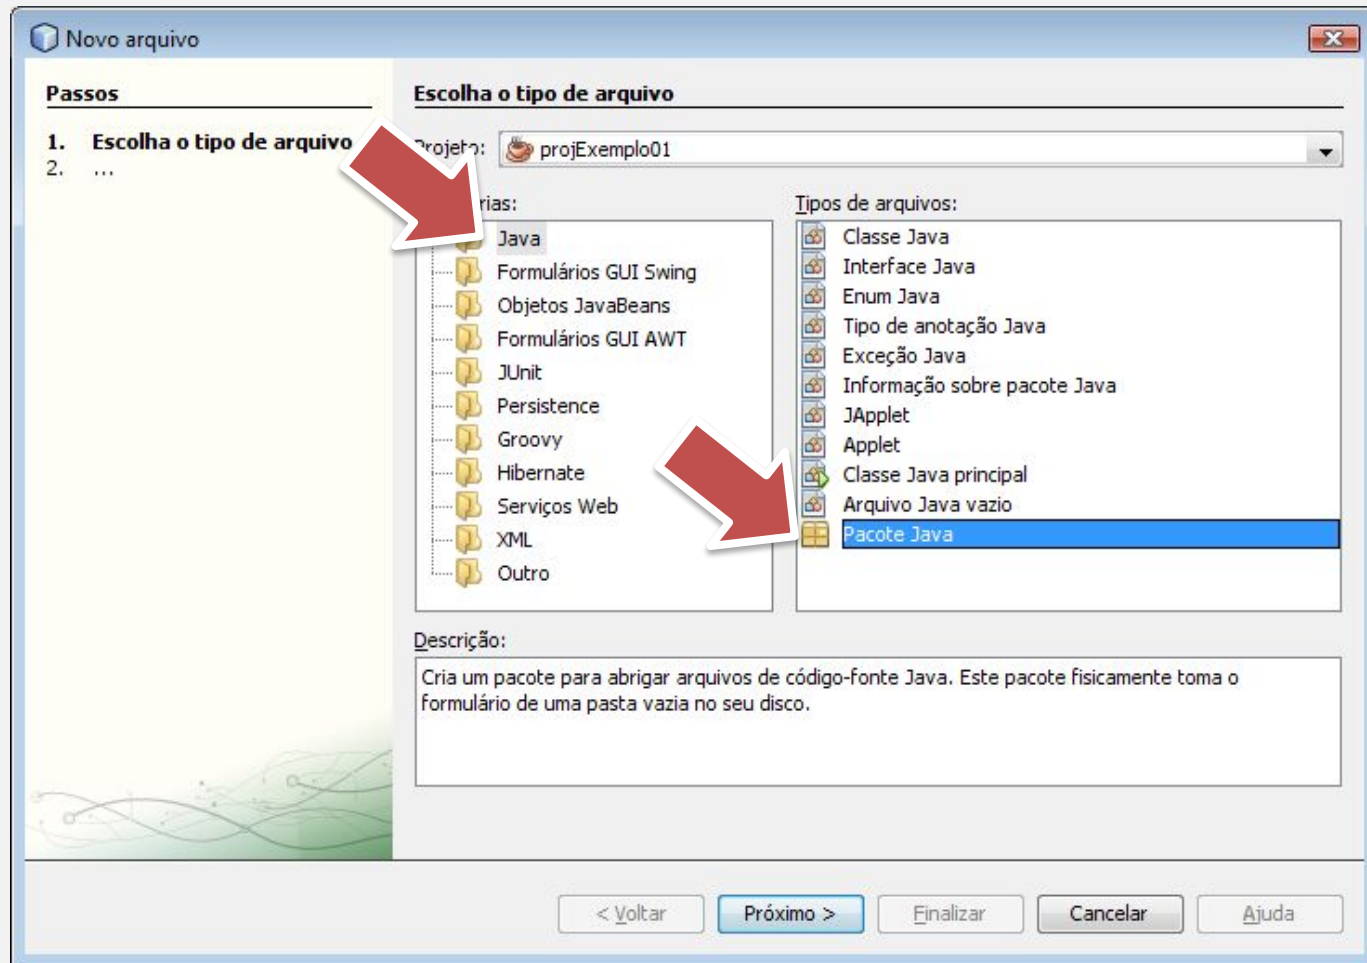 Novo arquivo
Passos
1. Escolha o tipo de arquivo
2. ...
Escolha o tipo de arquivo
Projeto: projExemplo01
rias:
Java
Formulários GUI Swing
Objetos JavaBeans
Formulários GUI AWT
JUnit
Persistence
Groovy
Hibernate
Serviços Web
XML
Outro
Tipos de arquivos:
Classe Java
Interface Java
Enum Java
Tipo de anotação Java
Exceção Java
Informação sobre pacote Java
JApplet
Applet
Classe Java principal
Arquivo Java vazio
Pacote Java
Descrição:
Cria um pacote para abrigar arquivos de código-fonte Java. Este pacote fisicamente toma o
formulário de uma pasta vazia no seu disco.
< Voltar Próximo > Finalizar Cancelar Ajuda